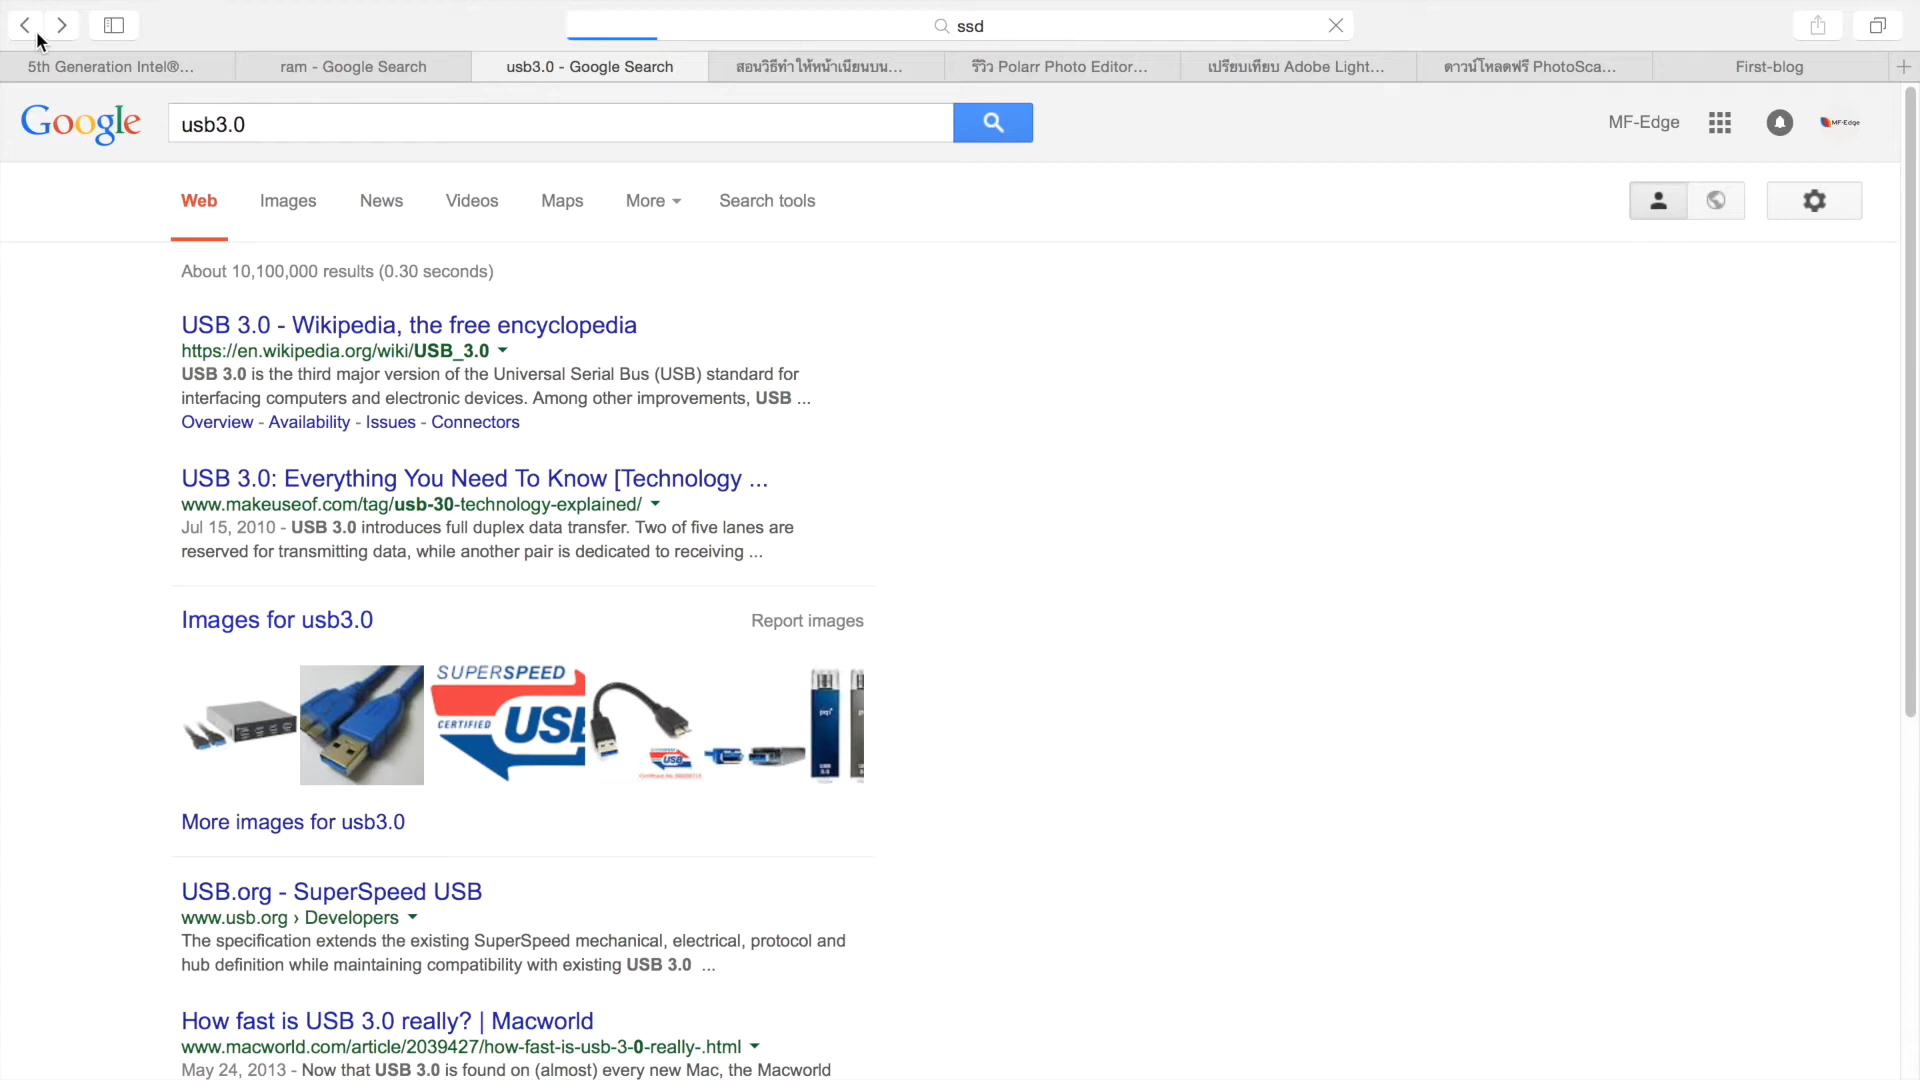 ssd
5th Generation Intel®...
ram - Google Search
usb3.0 - Google Search
สอนวิธีทำให้หน้าเนียนบน...
รีวิว Polarr Photo Editor...
เปรียบเทียบ Adobe Light...
ดาวน์โหลดฟรี PhotoSca...
First-blog
Google
usb3.0
MF-Edge
MF-Edge
Web
Images
News
Videos
Maps
More
Search tools
About 10,100,000 results (0.30 seconds)
USB 3.0 - Wikipedia, the free encyclopedia
https://en.wikipedia.org/wiki/USB_3.0
USB 3.0 is the third major version of the Universal Serial Bus (USB) standard for
interfacing computers and electronic devices. Among other improvements, USB ...
Overview - Availability - Issues - Connectors
USB 3.0: Everything You Need To Know [Technology ...
www.makeuseof.com/tag/usb-30-technology-explained/
Jul 15, 2010 - USB 3.0 introduces full duplex data transfer. Two of five lanes are
reserved for transmitting data, while another pair is dedicated to receiving ...
Images for usb3.0
Report images
SUPERSPEED
CERTIFIED
USB
USB
pqi
More images for usb3.0
USB.org - SuperSpeed USB
www.usb.org › Developers
The specification extends the existing SuperSpeed mechanical, electrical, protocol and
hub definition while maintaining compatibility with existing USB 3.0 ...
How fast is USB 3.0 really? | Macworld
www.macworld.com/article/2039427/how-fast-is-usb-3-0-really-.html
May 24, 2013 - Now that USB 3.0 is found on (almost) every new Mac, the Macworld